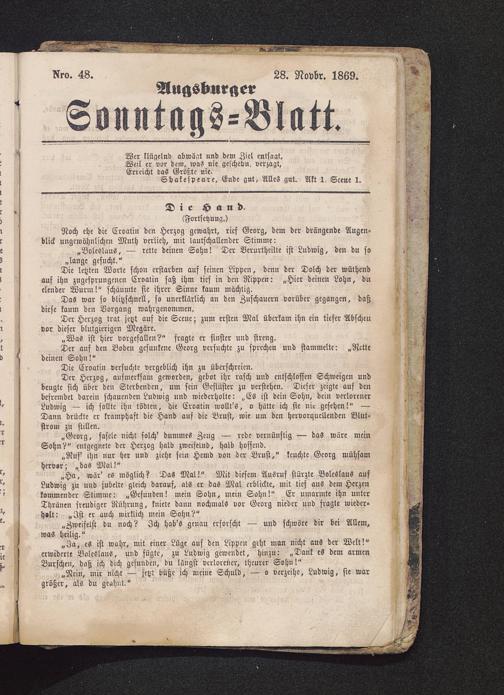 Nro. 48.
28. Novbr. 1869.
Augsburger
Sonntags-Blatt.
Wer klügelnd abwägt und dem Ziel entsagt,
Weil er vor dem, was nie geschehn, verzagt,
Erreicht das Größte nie.
Shakespeare, Ende gut, Alles gut. Akt 1. Scene 1.
Die Hand.
(Fortsetzung.)
Noch ehe die Croatin den Herzog gewahrt, rief Georg, dem der drängende Augen-
blick ungewöhnlichen Muth verlieh, mit lautschallender Stimme:
„Boleslaus, — rette deinen Sohn! Der Verurtheilte ist Ludwig, den du so
„lange gesucht.“
Die letzten Worte schon erstarben auf seinen Lippen, denn der Dolch der wüthend
auf ihn zugesprungenen Croatin saß ihm tief in den Rippen: „Hier deinen Lohn, du
elender Wurm!“ schäumte sie ihrer Sinne kaum mächtig.
Das war so blitzschnell, so unerklärlich an den Zuschauern vorüber gegangen, daß
diese kaum den Vorgang wahrgenommen.
Der Herzog trat jetzt auf die Scene; zum ersten Mal überkam ihn ein tiefer Abscheu
vor dieser blutgierigen Megäre.
„Was ist hier vorgefallen?“ fragte er finster und streng.
Der auf den Boden gesunkene Georg versuchte zu sprechen und stammelte: „Rette
deinen Sohn!“
Die Croatin versuchte vergeblich ihn zu überschreien.
Der Herzog, aufmerksam geworden, gebot ihr rasch und entschlossen Schweigen und
beugte sich über den Sterbenden, um sein Geflüster zu verstehen. Dieser zeigte auf den
befremdet darein schauenden Ludwig und wiederholte: „Es ist dein Sohn, dein verlorener
Ludwig — ich sollte ihn tödten, die Croatin wollt's, o hätte ich sie nie gesehen!“ —
Dann drückte er krampfhaft die Hand auf die Brust, wie um den hervorquellenden Blut-
strom zu stillen.
„Georg, fasele nicht solch' dummes Zeug — rede vernünftig — das wäre mein
Sohn?“ entgegnete der Herzog halb zweifelnd, halb hoffend.
„Ruf' ihn nur her und zieht sein Hemd von der Brust,“ keuchte Georg mühsam
hervor; „das Mal!“
„Ha, wär' es möglich? Das Mal!“ Mit diesem Ausruf stürzte Boleslaus auf
Ludwig zu und jubelte gleich darauf, als er das Mal erblickte, mit tief aus dem Herzen
kommender Stimme: „Gefunden! mein Sohn, mein Sohn!“ Er umarmte ihn unter
Thränen freudiger Rührung, kniete dann nochmals vor Georg nieder und fragte wieder-
holt: „Ist er auch wirklich mein Sohn?“
„Zweifelst du noch? Ich hab's genau erforscht — und schwöre dir bei Allem,
was heilig.“
„Ja, es ist wahr, mit einer Lüge auf den Lippen geht man nicht aus der Welt!“
erwiderte Boleslaus, und fügte, zu Ludwig gewendet, hinzu: „Dank es dem armen
Burschen, daß ich dich gefunden, du längst verlorener, theurer Sohn!“
„Nein, mir nicht — jetzt büße ich meine Schuld, — o verzeihe, Ludwig, sie war
größer, als du geahnt.“